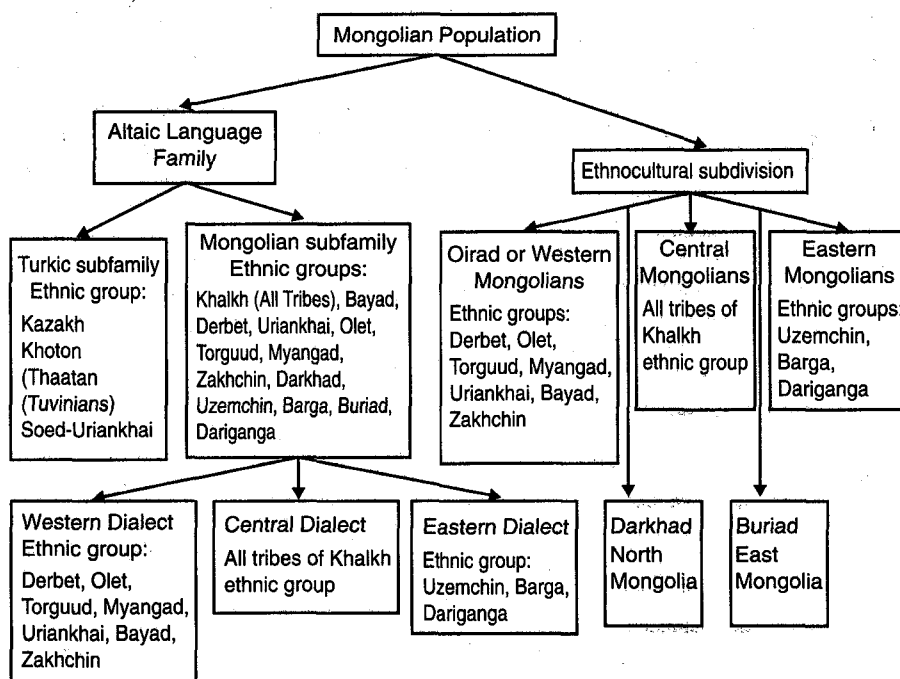 Mongolian Population
Altaic Language
Family
Ethnocultural subdivision
Turkic subfamily
Ethnic group:
Kazakh
Khoton
(Thaatan
(Tuvinians)
Soed-Uriankhai
Mongolian subfamily
Ethnic groups:
Khalkh (All Tribes), Bayad,
Derbet, Uriankhai, Olet,
Torguud, Myangad,
Zakhchin, Darkhad,
Uzemchin, Barga, Buriad,
Dariganga
Oirad or Western
Mongolians
Ethnic groups:
Derbet, Olet,
Torguud, Myangad,
Uriankhai, Bayad,
Zakhchin
Central
Mongolians
All tribes of
Khalkh
ethnic group
Eastern
Mongolians
Ethnic groups:
Uzemchin,
Barga,
Dariganga
Western Dialect
Ethnic group:
Derbet, Olet,
Torguud, Myangad,
Uriankhai, Bayad,
Zakhchin
Central Dialect
All tribes of Khalkh
ethnic group
Eastern Dialect
Ethnic group:
Uzemchin, Barga,
Dariganga
Darkhad
North
Mongolia
Buriad
East
Mongolia